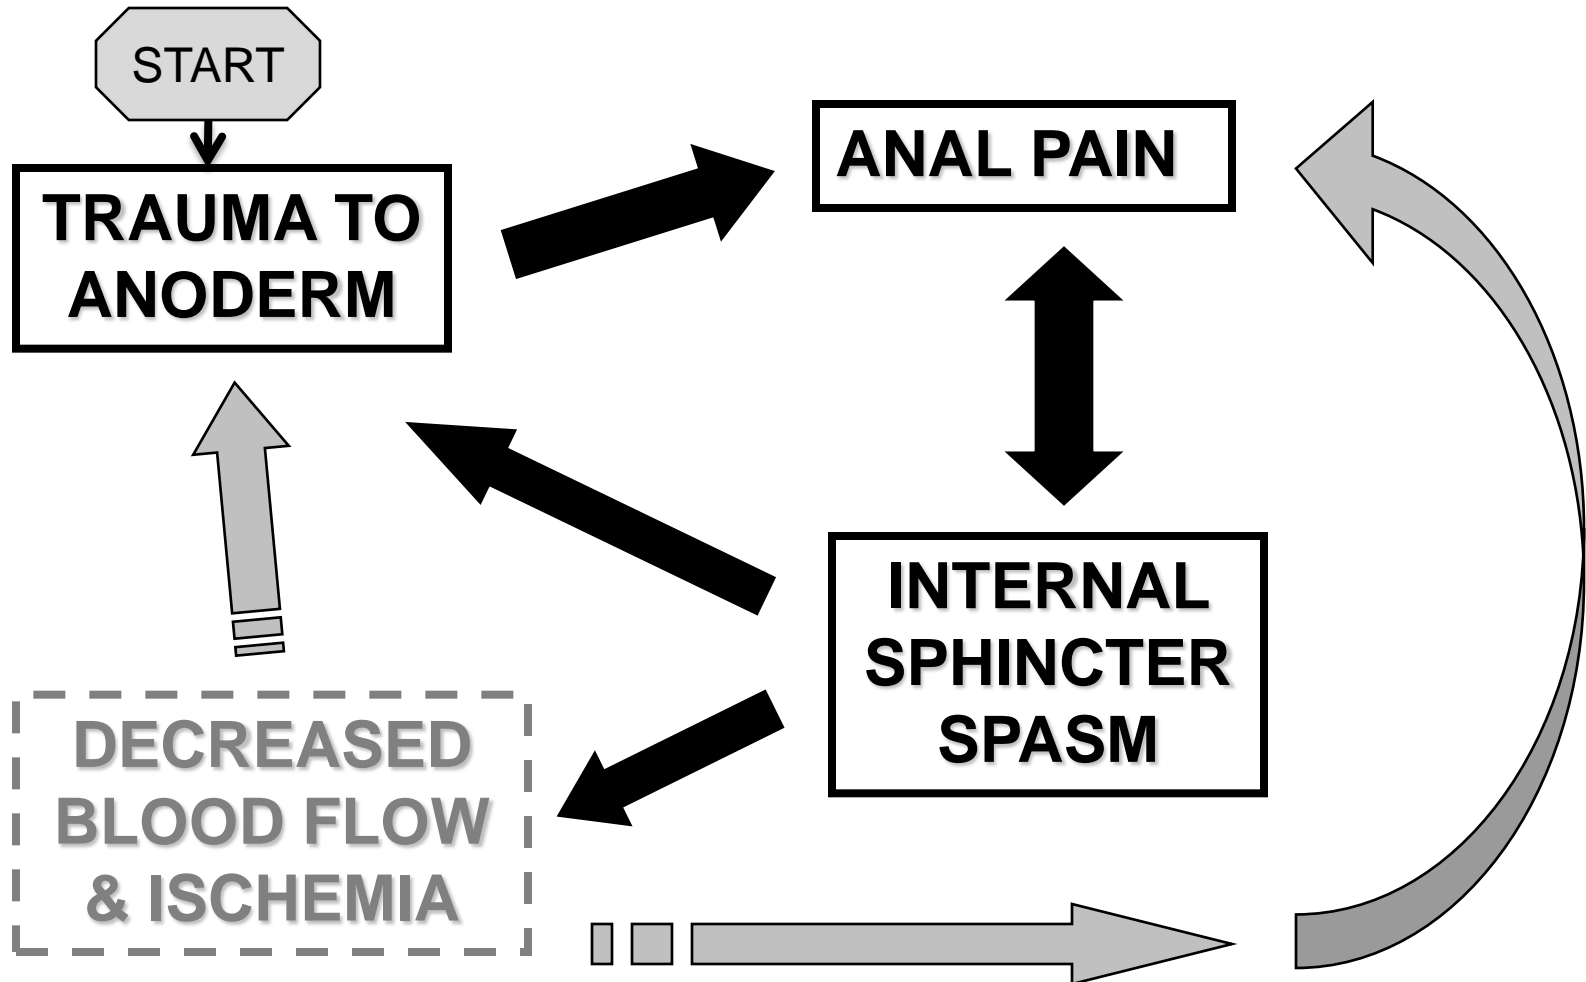 START
TRAUMA TO
ANODERM
ANAL PAIN
INTERNAL
SPHINCTER
SPASM
DECREASED
BLOOD FLOW
& ISCHEMIA